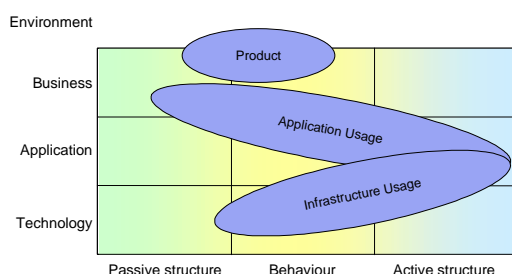 Environment
Product
Business
Application Usage
Application
Infrastructure Usage
Technology
Passive structure
Behaviour
Active structure